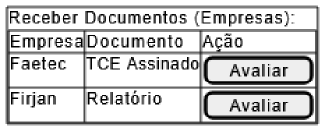 Receber Documentos (Empresas):
Empresa Documento Ação
Faetec TCE Assinado Avaliar
Firjan Relatório Avaliar